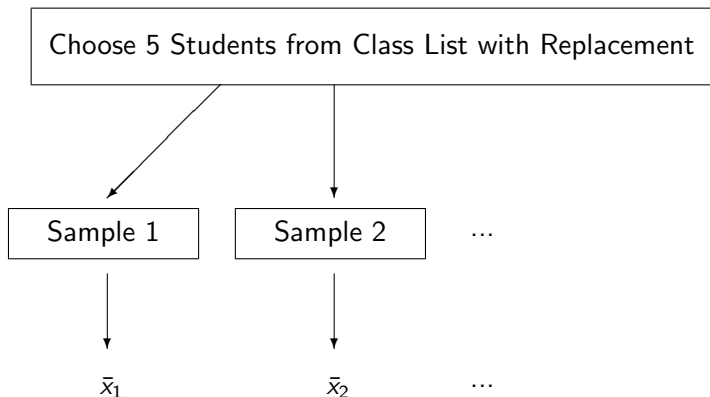 Choose 5 Students from Class List with Replacement
Sample 1 Sample 2 ...
x̄₁ x̄₂ ...